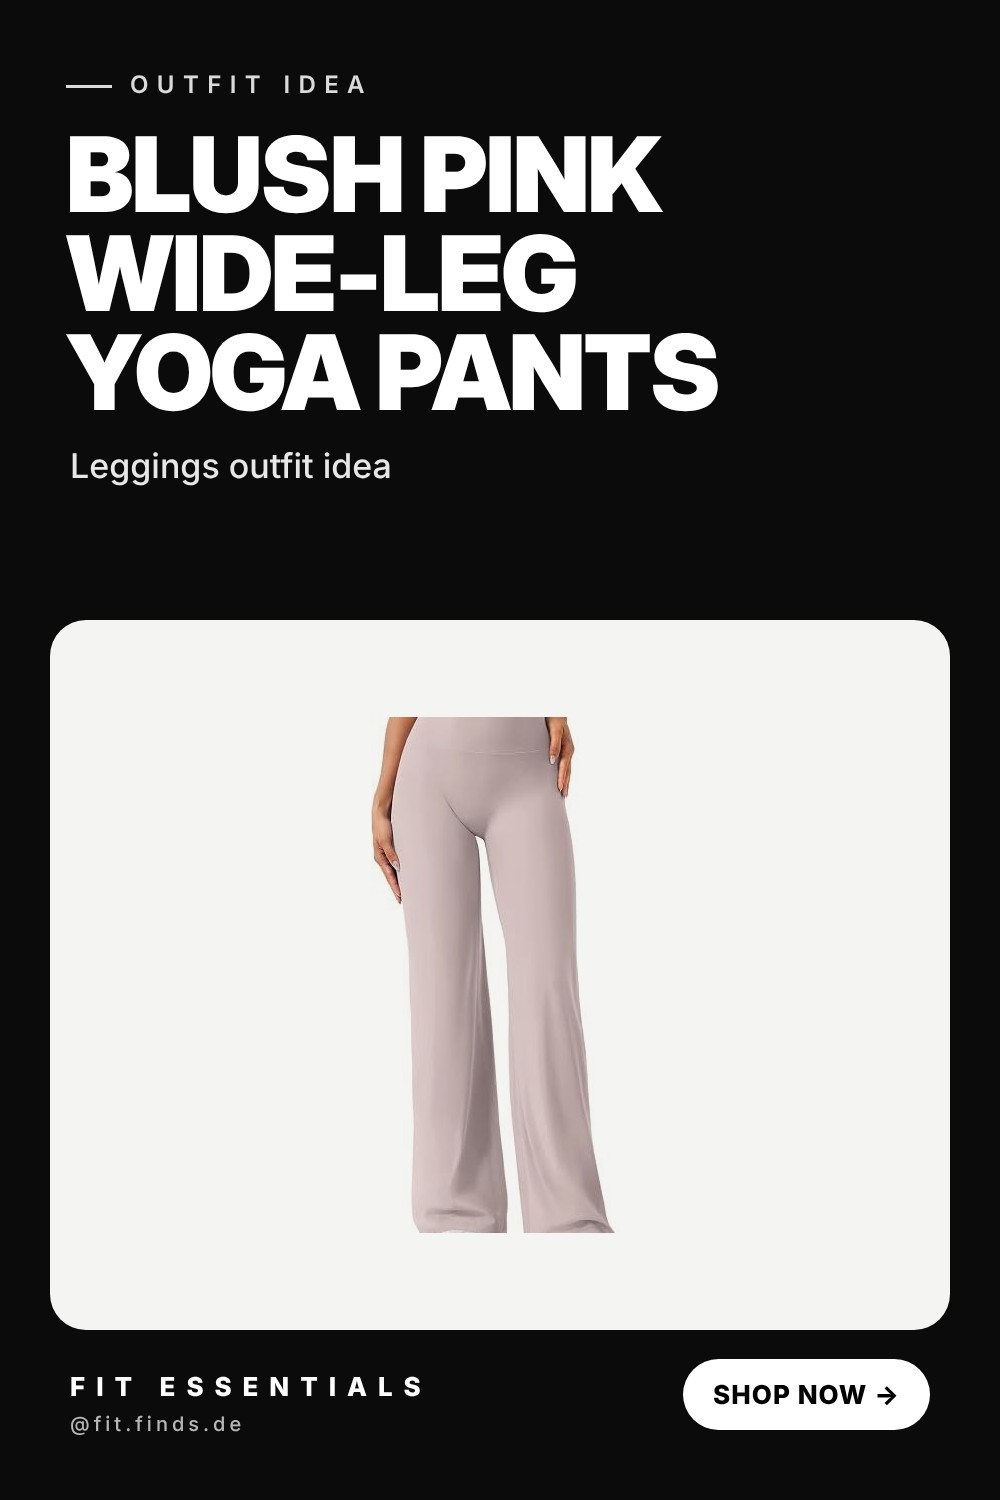 OUTFIT IDEA
BLUSH PINK
WIDE-LEG
YOGA PANTS
Leggings outfit idea
FIT ESSENTIALS
@fit.finds.de
SHOP NOW →